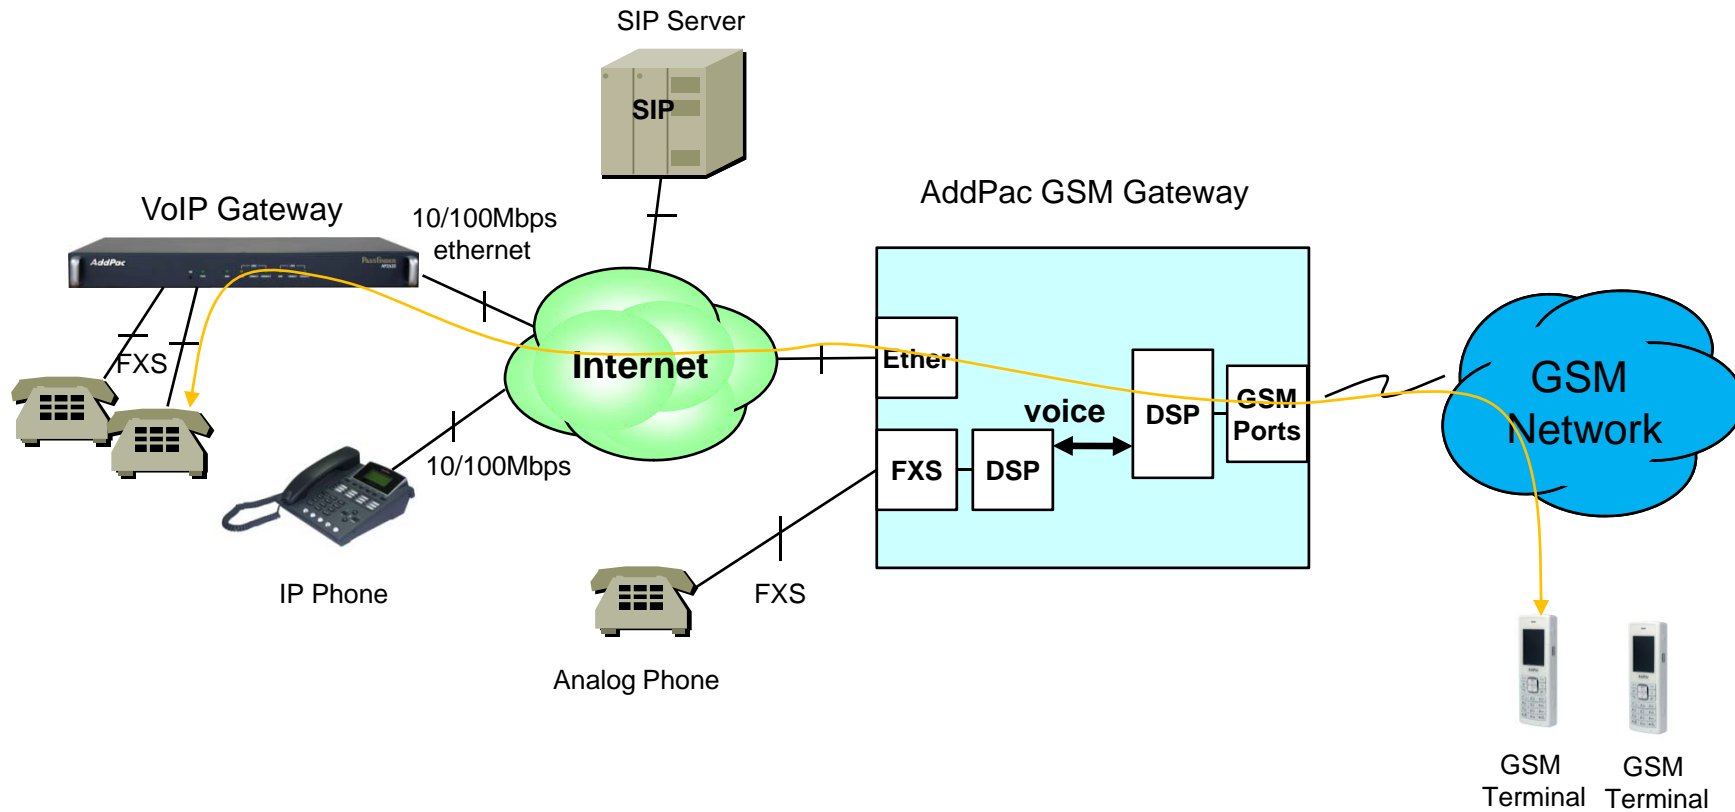 SIP Server
SIP
VoIP Gateway
10/100Mbps
ethernet
AddPac GSM Gateway
AddPac
FXS
Internet
Ether
voice
DSP
GSM
Ports
GSM
Network
FXS
DSP
10/100Mbps
IP Phone
FXS
Analog Phone
GSM
Terminal
GSM
Terminal